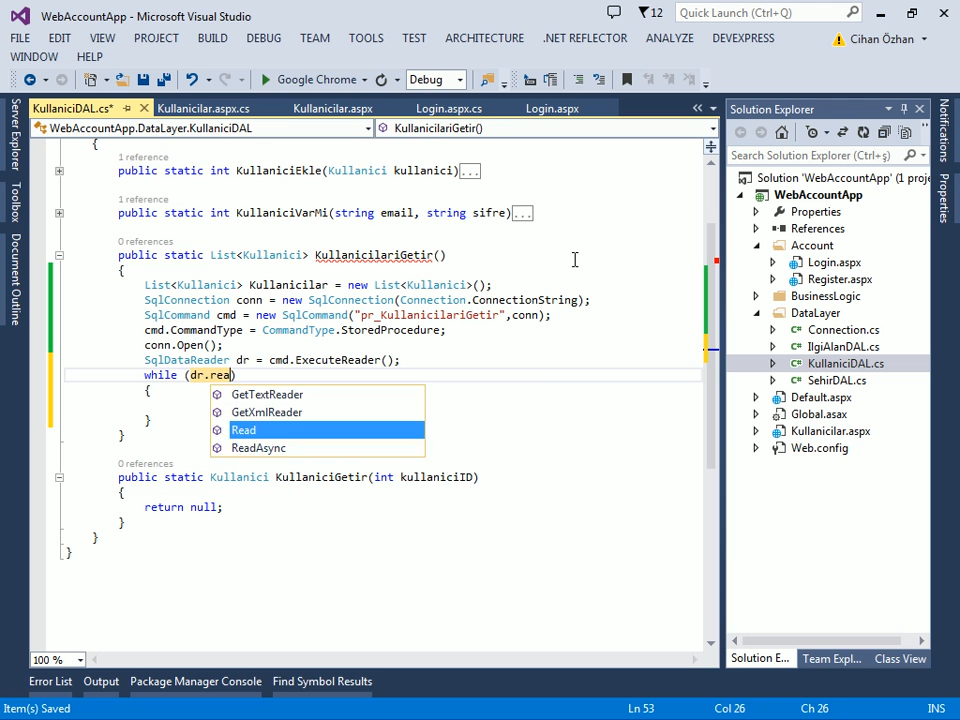 WebAccountApp - Microsoft Visual Studio
12
Quick Launch (Ctrl+Q)
FILE EDIT VIEW PROJECT BUILD DEBUG TEAM TOOLS TEST ARCHITECTURE .NET REFLECTOR ANALYZE DEVEXPRESS
Cihan Özhan
WINDOW HELP
Google Chrome
Debug
KullaniciDAL.cs*
Kullanicilar.aspx.cs
Kullanicilar.aspx
Login.aspx.cs
Login.aspx
WebAccountApp.DataLayer.KullaniciDAL
KullanicilariGetir()
Server Explorer
Toolbox
Document Outline
{
1 reference
public static int KullaniciEkle(Kullanici kullanici)...
1 reference
public static int KullaniciVarMi(string email, string sifre)...
0 references
public static List<Kullanici> KullanicilariGetir()
{
List<Kullanici> Kullanicilar = new List<Kullanici>();
SqlConnection conn = new SqlConnection(Connection.ConnectionString);
SqlCommand cmd = new SqlCommand("pr_KullanicilariGetir",conn);
cmd.CommandType = CommandType.StoredProcedure;
conn.Open();
SqlDataReader dr = cmd.ExecuteReader();
while (dr.rea)
{
GetTextReader
GetXmlReader
Read
ReadAsync
}
}
0 references
public static Kullanici KullaniciGetir(int kullaniciID)
{
return null;
}
}
}
100 %
Solution Explorer
Search Solution Explorer (Ctrl+ş)
Solution 'WebAccountApp' (1 proje
WebAccountApp
Properties
References
Account
Login.aspx
Register.aspx
BusinessLogic
DataLayer
Connection.cs
IlgiAlanDAL.cs
KullaniciDAL.cs
SehirDAL.cs
Default.aspx
Global.asax
Kullanicilar.aspx
Web.config
Solution E... Team Expl... Class View
Notifications
Properties
Error List Output Package Manager Console Find Symbol Results
Item(s) Saved
Ln 53
Col 26
Ch 26
INS